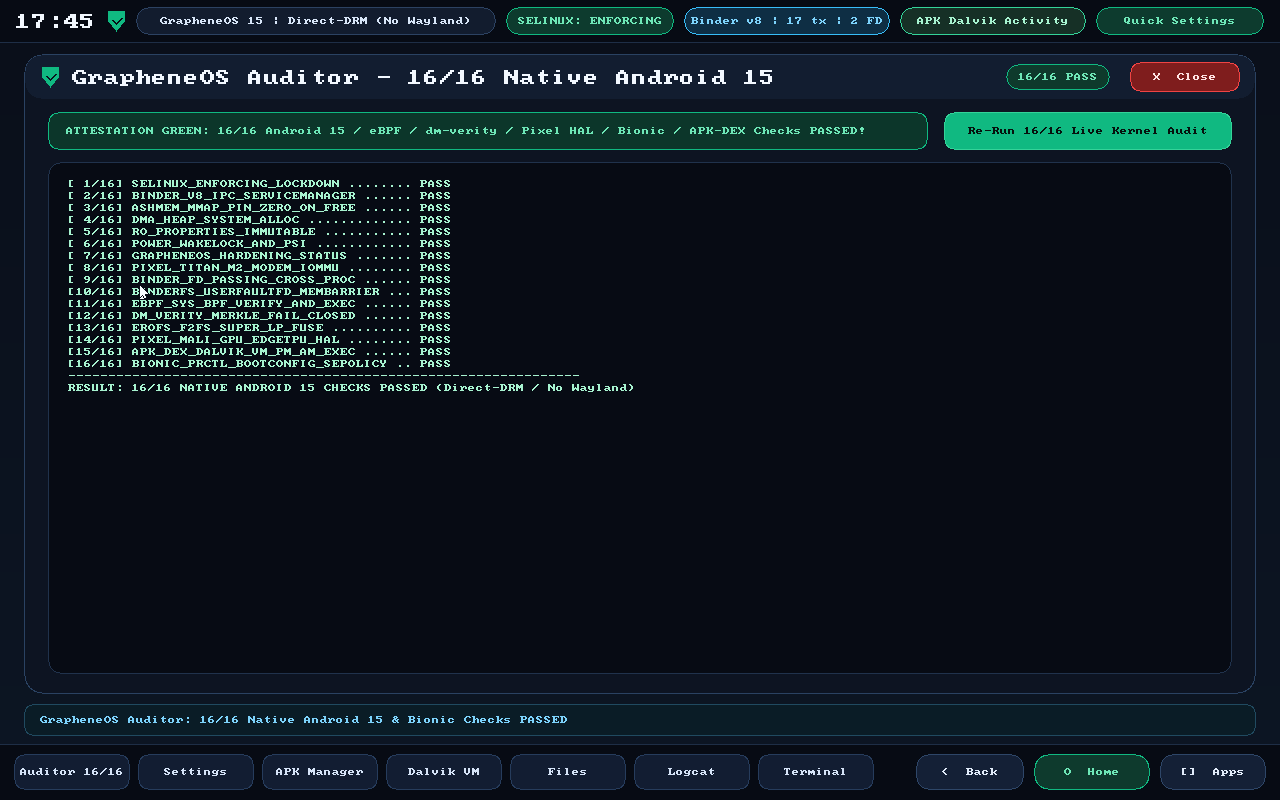 17:45 GrapheneOS 15 | Direct-DRM (No Wayland) SELINUX: ENFORCING Binder v8 | 17 tx | 2 FD APK Dalvik Activity Quick Settings
GrapheneOS Auditor - 16/16 Native Android 15 16/16 PASS X Close
ATTESTATION GREEN: 16/16 Android 15 / eBPF / dm-verity / Pixel HAL / Bionic / APK-DEX Checks PASSED! Re-Run 16/16 Live Kernel Audit
[ 1/16] SELINUX_ENFORCING_LOCKDOWN ........ PASS
[ 2/16] BINDER_V8_IPC_SERVICEMANAGER ...... PASS
[ 3/16] ASHMEM_MMAP_PIN_ZERO_ON_FREE ...... PASS
[ 4/16] DMA_HEAP_SYSTEM_ALLOC ............. PASS
[ 5/16] RO_PROPERTIES_IMMUTABLE ........... PASS
[ 6/16] POWER_WAKELOCK_AND_PSI ............ PASS
[ 7/16] GRAPHENEOS_HARDENING_STATUS ....... PASS
[ 8/16] PIXEL_TITAN_M2_MODEM_IOMMU ........ PASS
[ 9/16] BINDER_FD_PASSING_CROSS_PROC ...... PASS
[10/16] BINDERFS_USERFAULTFD_MEMBARRIER ... PASS
[11/16] EBPF_SYS_BPF_VERIFY_AND_EXEC ...... PASS
[12/16] DM_VERITY_MERKLE_FAIL_CLOSED ...... PASS
[13/16] EROFS_F2FS_SUPER_LP_FUSE .......... PASS
[14/16] PIXEL_MALI_GPU_EDGETPU_HAL ........ PASS
[15/16] APK_DEX_DALVIK_VM_PM_AM_EXEC ...... PASS
[16/16] BIONIC_PRCTL_BOOTCONFIG_SEPOLICY .. PASS
----------------------------------------------------------------
RESULT: 16/16 NATIVE ANDROID 15 CHECKS PASSED (Direct-DRM / No Wayland)
GrapheneOS Auditor: 16/16 Native Android 15 & Bionic Checks PASSED
Auditor 16/16 Settings APK Manager Dalvik VM Files Logcat Terminal < Back O Home [] Apps